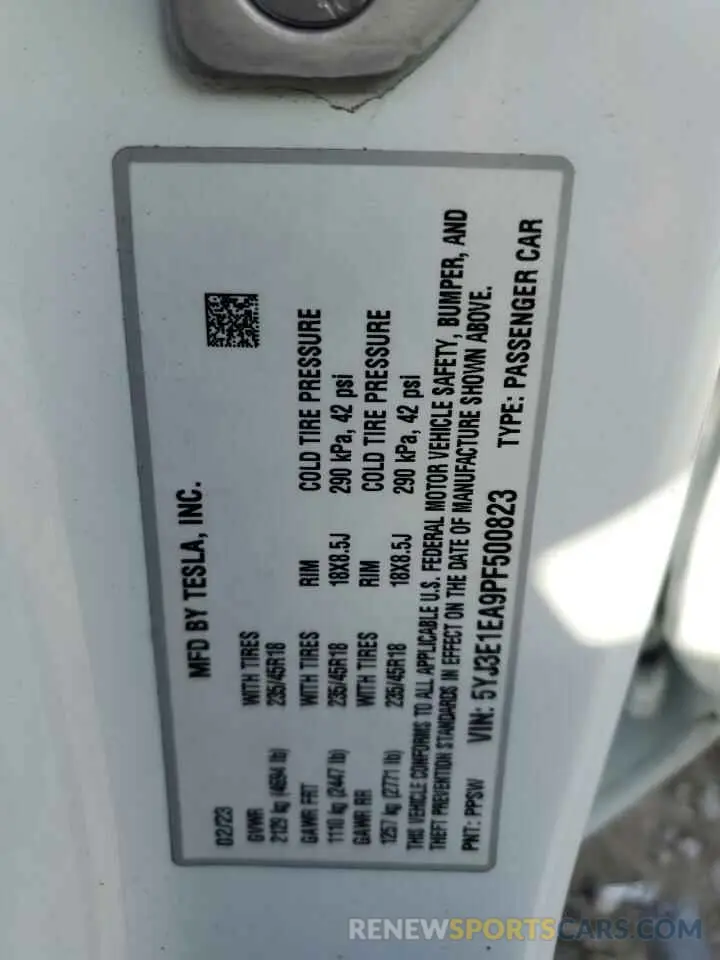 MFD BY TESLA, INC.
02/23
GVWR WITH TIRES
2129 kg (4694 lb) 235/45R18
GAWR FRT WITH TIRES RIM COLD TIRE PRESSURE
1110 kg (2447 lb) 235/45R18 18X8.5J 290 kPa, 42 psi
GAWR RR WITH TIRES RIM COLD TIRE PRESSURE
1257 kg (2771 lb) 235/45R18 18X8.5J 290 kPa, 42 psi
THIS VEHICLE CONFORMS TO ALL APPLICABLE U.S. FEDERAL MOTOR VEHICLE SAFETY, BUMPER, AND
THEFT PREVENTION STANDARDS IN EFFECT ON THE DATE OF MANUFACTURE SHOWN ABOVE.
PNT: PPSW VIN: 5YJ3E1EA9PF500823 TYPE: PASSENGER CAR
RENEWSPORTSCARS.COM